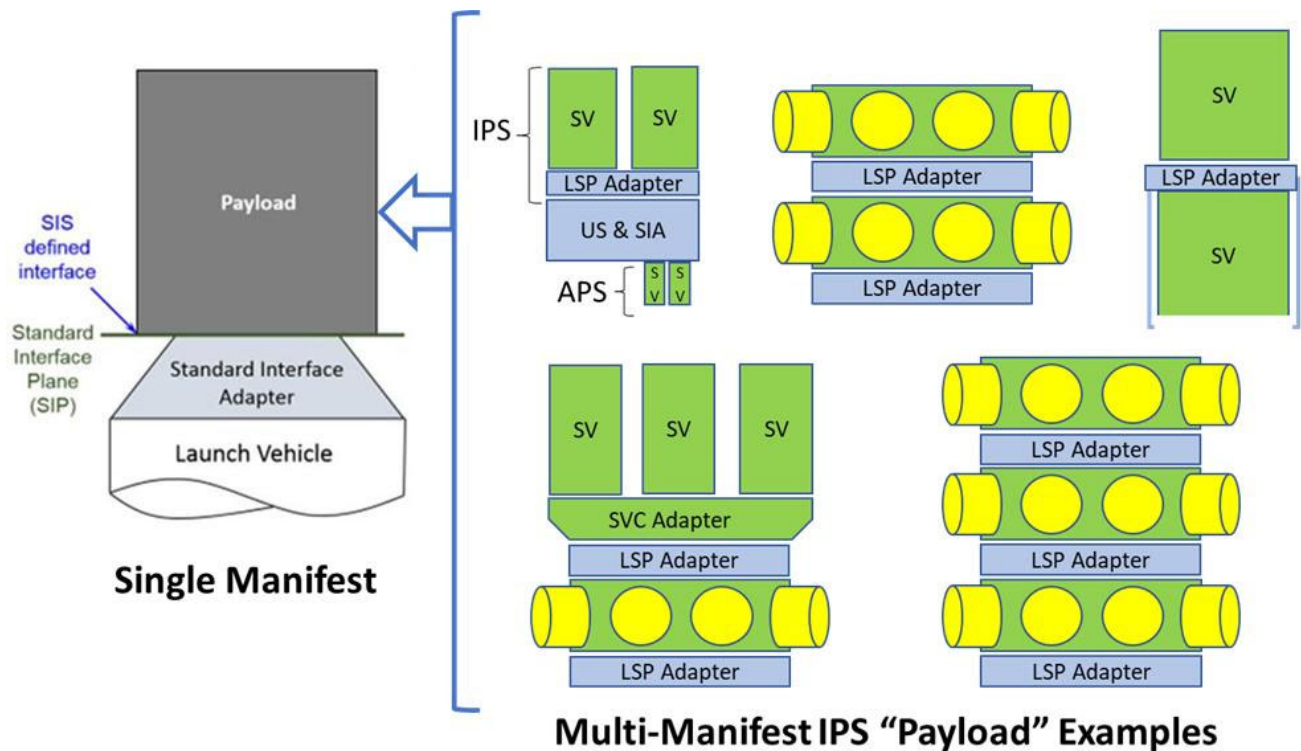 Payload
SIS
defined
interface
Standard
Interface
Plane
(SIP)
Standard Interface
Adapter
Launch Vehicle
Single Manifest
IPS
SV
SV
LSP Adapter
US & SIA
APS
S
V
S
V
LSP Adapter
LSP Adapter
SV
LSP Adapter
SV
SV
SV
SV
SVC Adapter
LSP Adapter
LSP Adapter
LSP Adapter
LSP Adapter
LSP Adapter
Multi-Manifest IPS “Payload” Examples